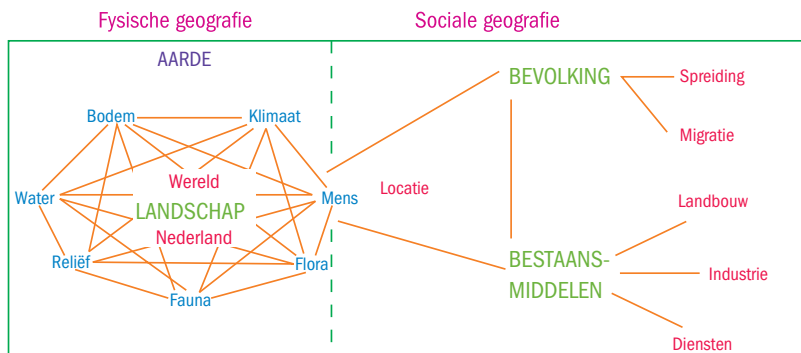 Fysische geografie
Sociale geografie
AARDE
BEVOLKING
Spreiding
Bodem
Klimaat
Migratie
Wereld
Locatie
Water
Mens
Landbouw
LANDSCHAP
Nederland
Reliëf
Flora
BESTAANS-
MIDDELEN
Industrie
Fauna
Diensten